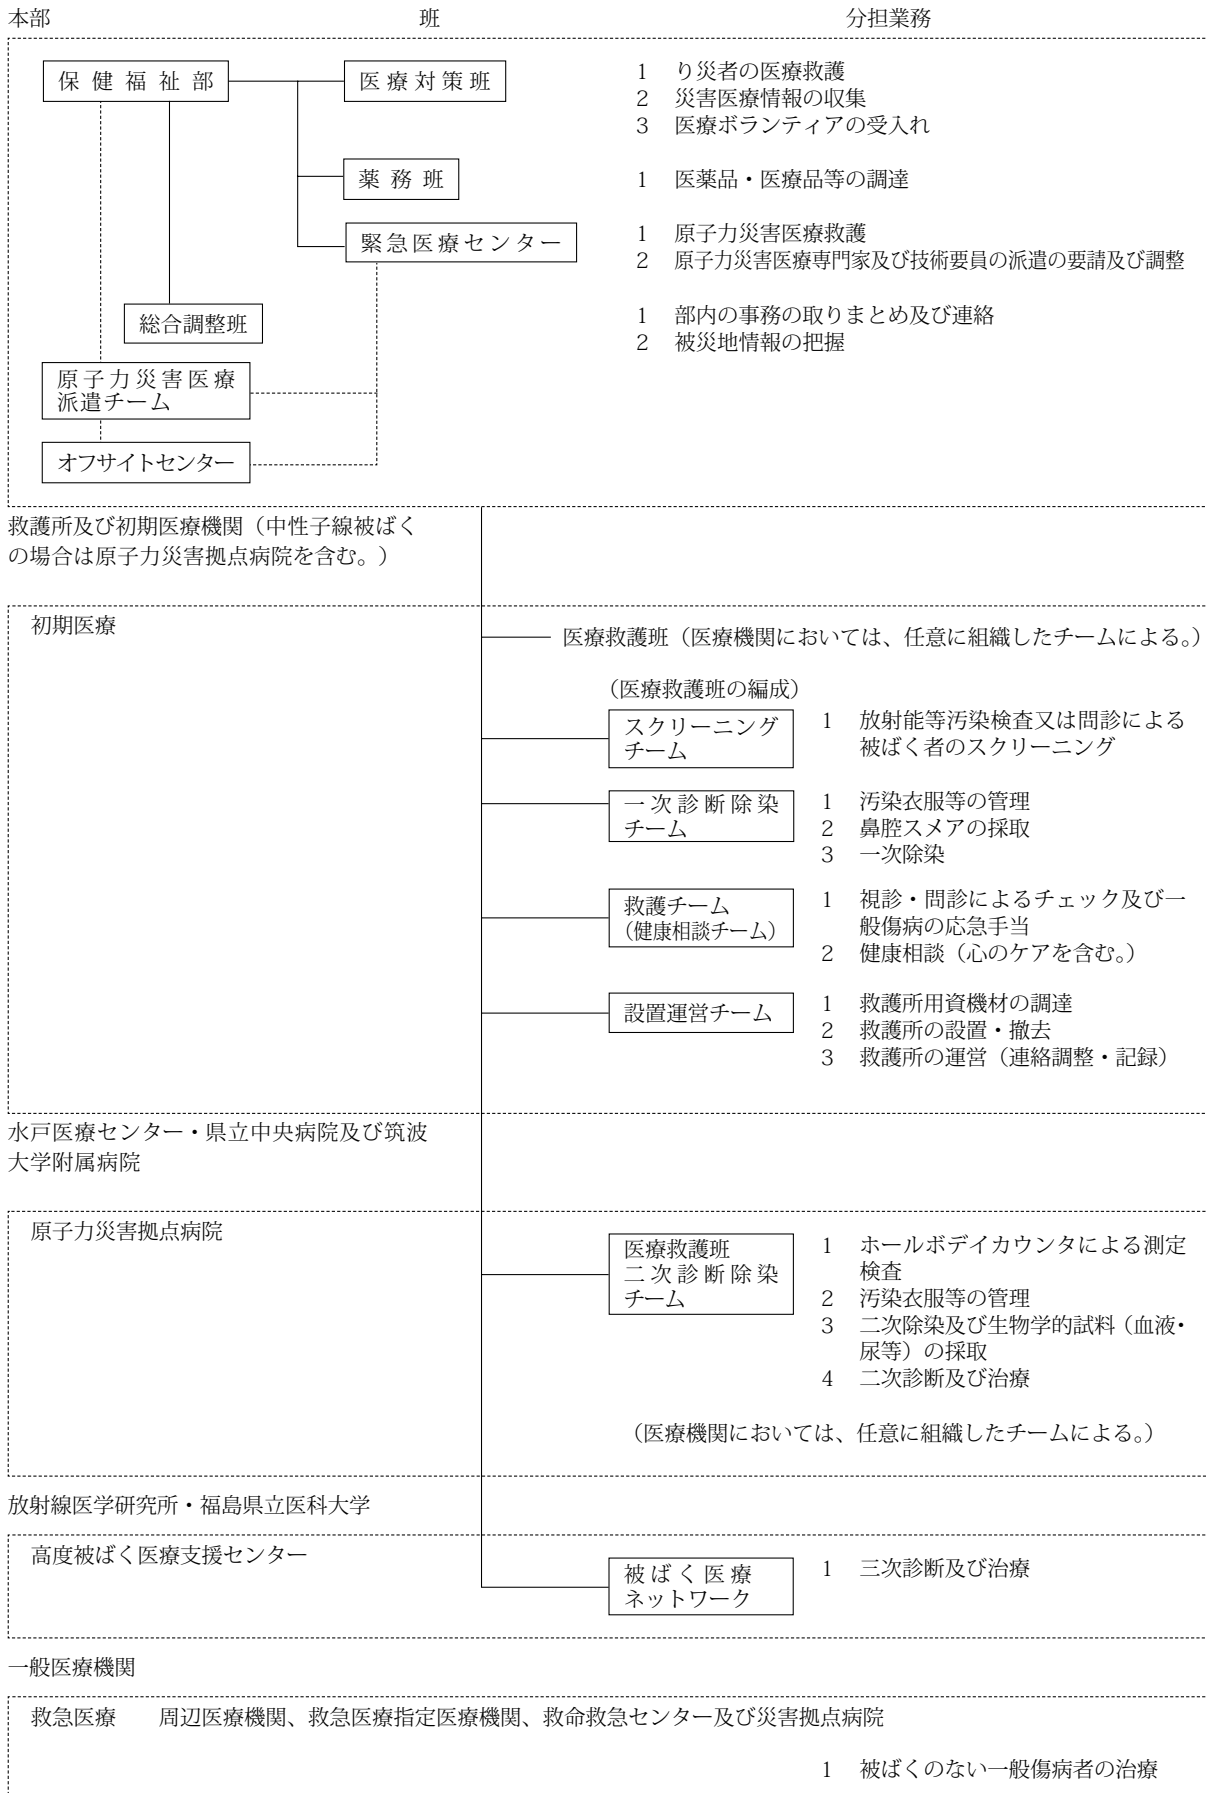 本部 班 分担業務
保健福祉部 医療対策班 1 り災者の医療救護
2 災害医療情報の収集
3 医療ボランティアの受入れ
薬務班 1 医薬品・医療品等の調達
緊急医療センター 1 原子力災害医療救護
2 原子力災害医療専門家及び技術要員の派遣の要請及び調整
総合調整班 1 部内の事務の取りまとめ及び連絡
2 被災地情報の把握
原子力災害医療
派遣チーム
オフサイトセンター
救護所及び初期医療機関（中性子線被ばく
の場合は原子力災害拠点病院を含む。）
初期医療
医療救護班（医療機関においては、任意に組織したチームによる。）
（医療救護班の編成）
スクリーニング
チーム
1 放射能等汚染検査又は問診による
被ばく者のスクリーニング
一次診断除染
チーム
1 汚染衣服等の管理
2 鼻腔スメアの採取
3 一次除染
救護チーム
（健康相談チーム）
1 視診・問診によるチェック及び一
般傷病の応急手当
2 健康相談（心のケアを含む。）
設置運営チーム
1 救護所用資機材の調達
2 救護所の設置・撤去
3 救護所の運営（連絡調整・記録）
水戸医療センター・県立中央病院及び筑波
大学附属病院
原子力災害拠点病院
医療救護班
二次診断除染
チーム
1 ホールボデイカウンタによる測定
検査
2 汚染衣服等の管理
3 二次除染及び生物学的試料（血液・
尿等）の採取
4 二次診断及び治療
（医療機関においては、任意に組織したチームによる。）
放射線医学研究所・福島県立医科大学
高度被ばく医療支援センター
被ばく医療
ネットワーク
1 三次診断及び治療
一般医療機関
救急医療 周辺医療機関、救急医療指定医療機関、救命救急センター及び災害拠点病院
1 被ばくのない一般傷病者の治療